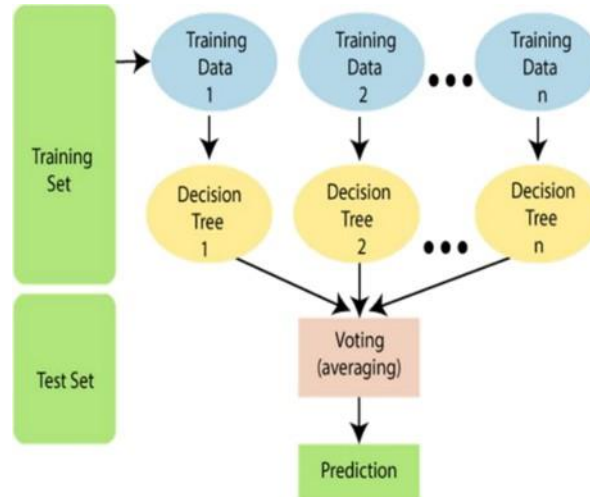 Training
Set
Test Set
Training
Data
1
Training
Data
2
Training
Data
n
Decision
Tree
1
Decision
Tree
2
Decision
Tree
n
Voting
(averaging)
Prediction